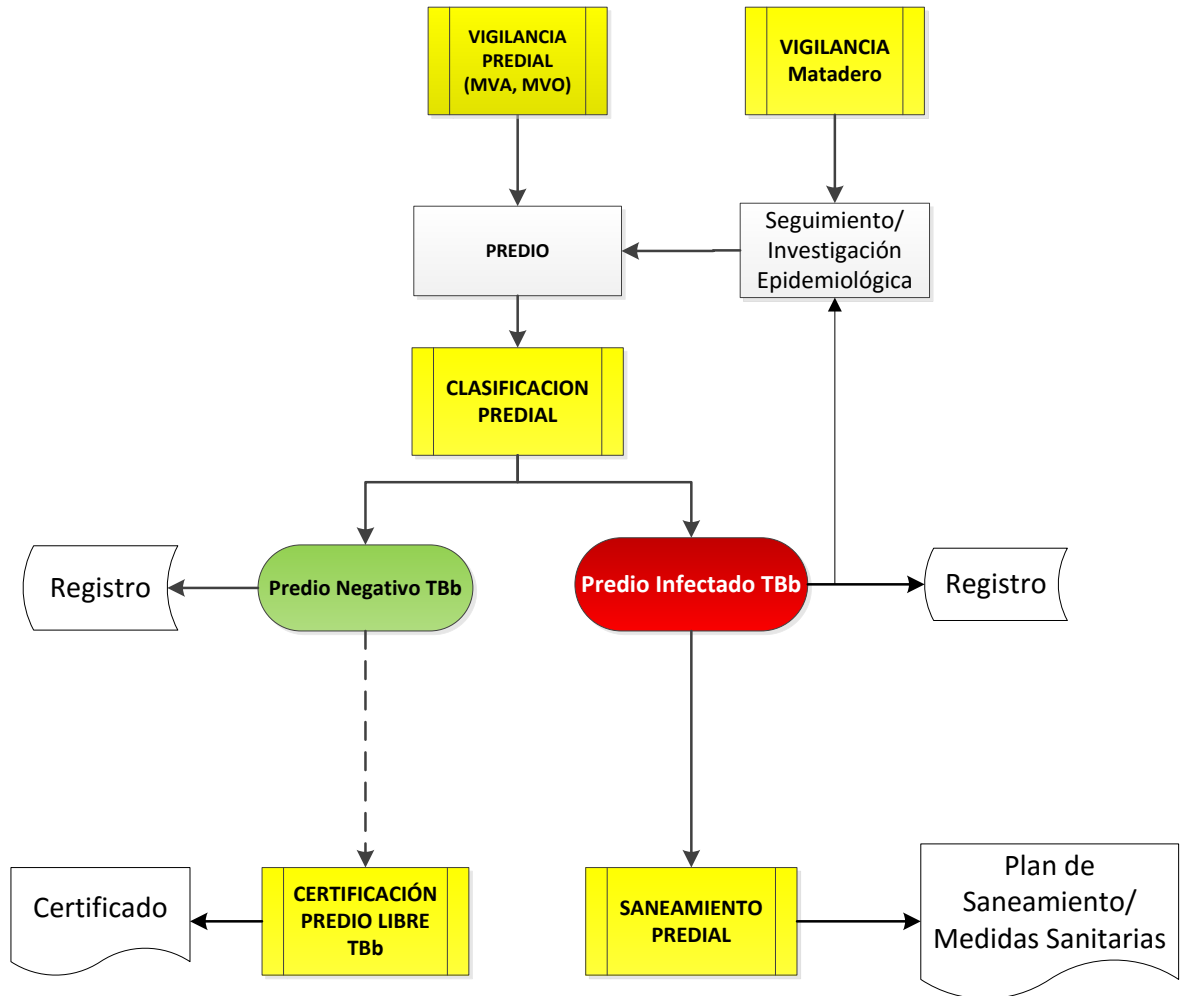 VIGILANCIA
PREDIAL
(MVA, MVO)
VIGILANCIA
Matadero
PREDIO
Seguimiento/
Investigación
Epidemiológica
CLASIFICACION
PREDIAL
Registro
Predio Negativo TBb
Predio Infectado TBb
Registro
Certificado
CERTIFICACIÓN
PREDIO LIBRE
TBb
SANEAMIENTO
PREDIAL
Plan de
Saneamiento/
Medidas Sanitarias